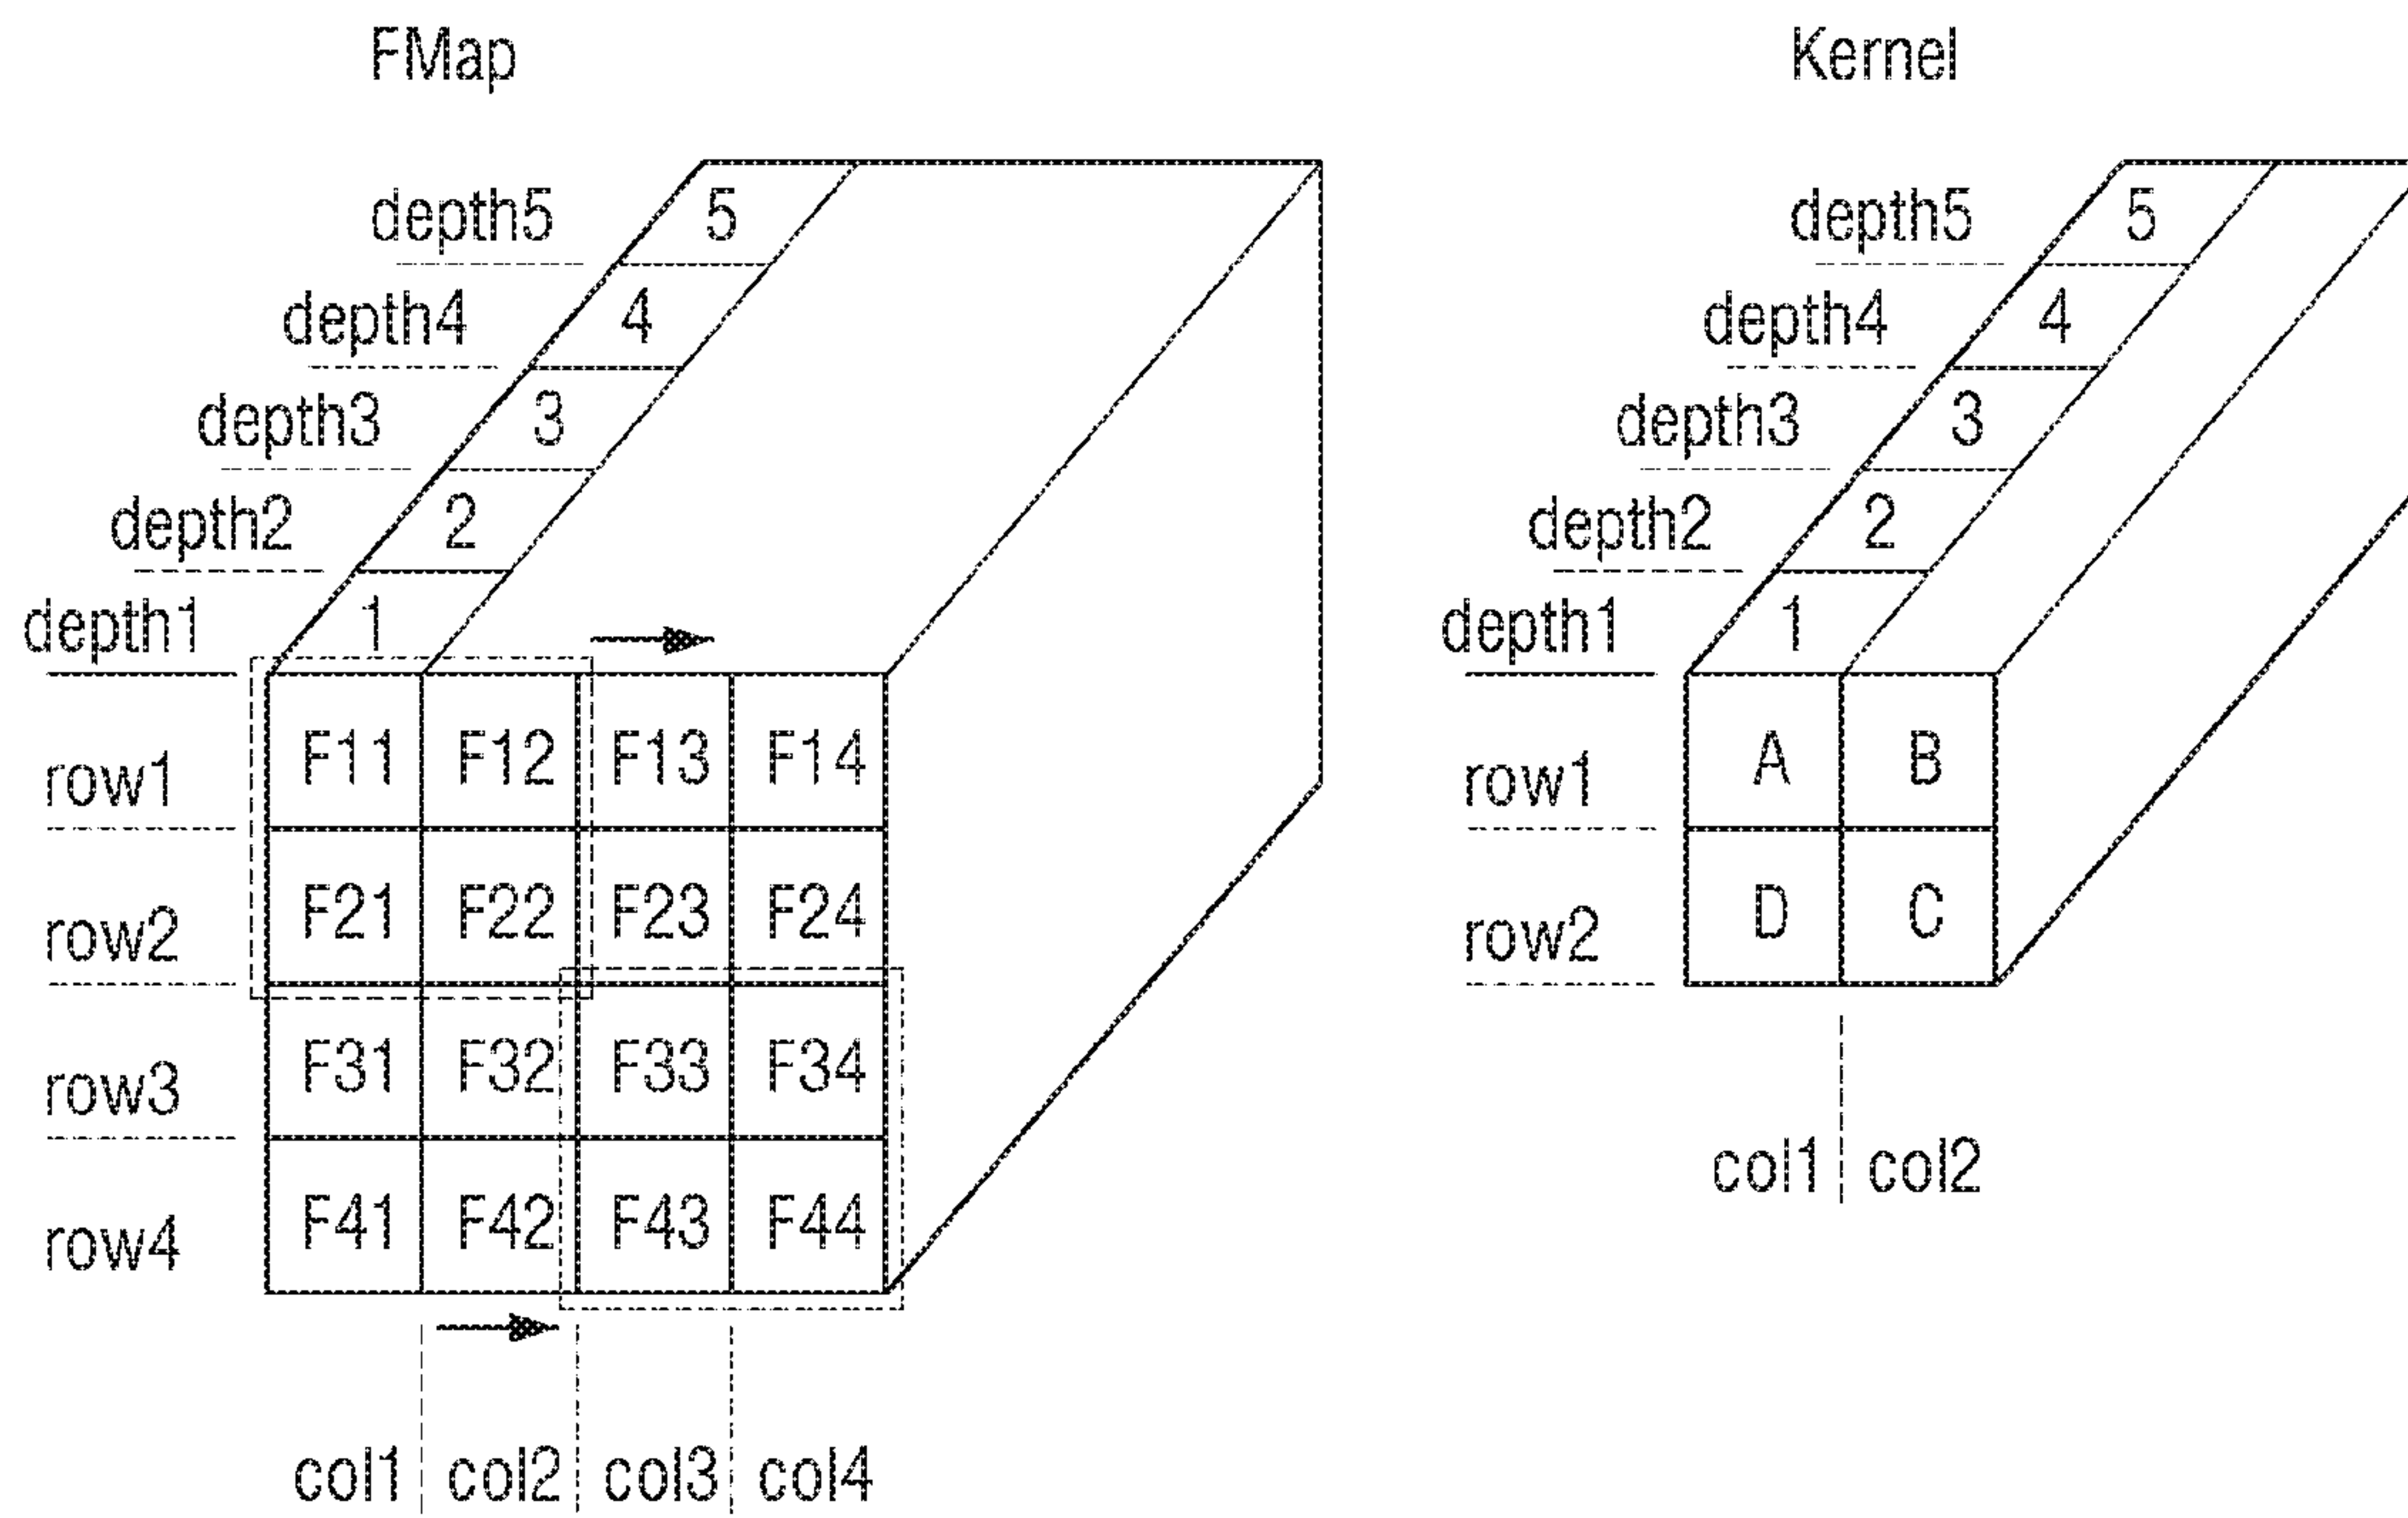 FMap
depth5 5
depth4 4
depth3 3
depth2 2
depth1 1
row1 F11 F12 F13 F14
row2 F21 F22 F23 F24
row3 F31 F32 F33 F34
row4 F41 F42 F43 F44
col1 col2 col3 col4
Kernel
depth5 5
depth4 4
depth3 3
depth2 2
depth1 1
row1 A B
row2 D C
col1 col2